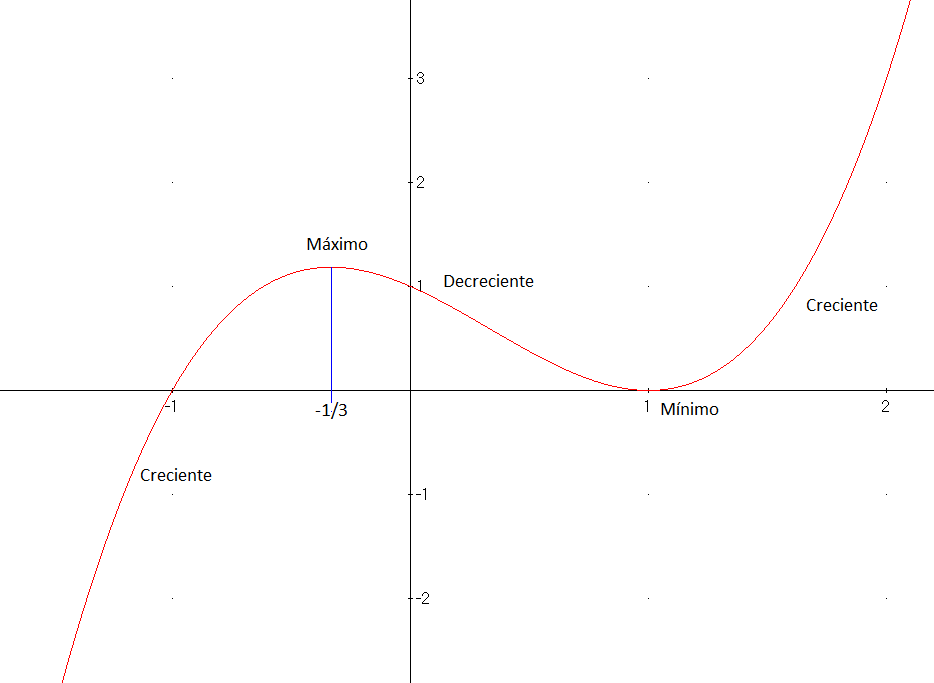 3
2
Máximo
1 Decreciente
Creciente
-1 -1/3 1 Mínimo 2
Creciente
-1
-2